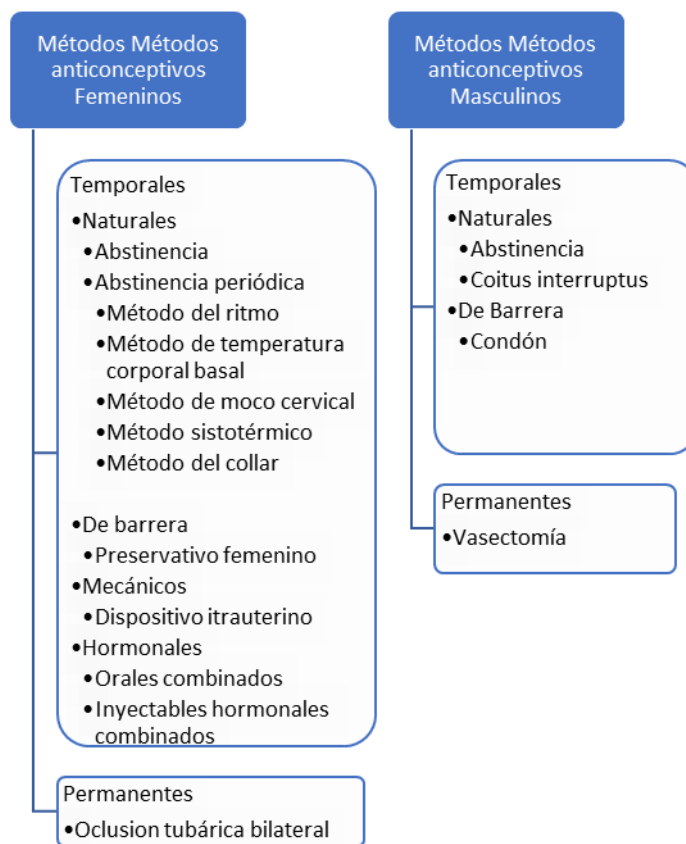 Métodos Métodos
anticonceptivos
Femeninos
Temporales
•Naturales
•Abstinencia
•Abstinencia periódica
•Método del ritmo
•Método de temperatura
corporal basal
•Método de moco cervical
•Método sistotérmico
•Método del collar
•De barrera
•Preservativo femenino
•Mecánicos
•Dispositivo itrauterino
•Hormonales
•Orales combinados
•Inyectables hormonales
combinados
Permanentes
•Oclusion tubárica bilateral
Métodos Métodos
anticonceptivos
Masculinos
Temporales
•Naturales
•Abstinencia
•Coitus interruptus
•De Barrera
•Condón
Permanentes
•Vasectomía